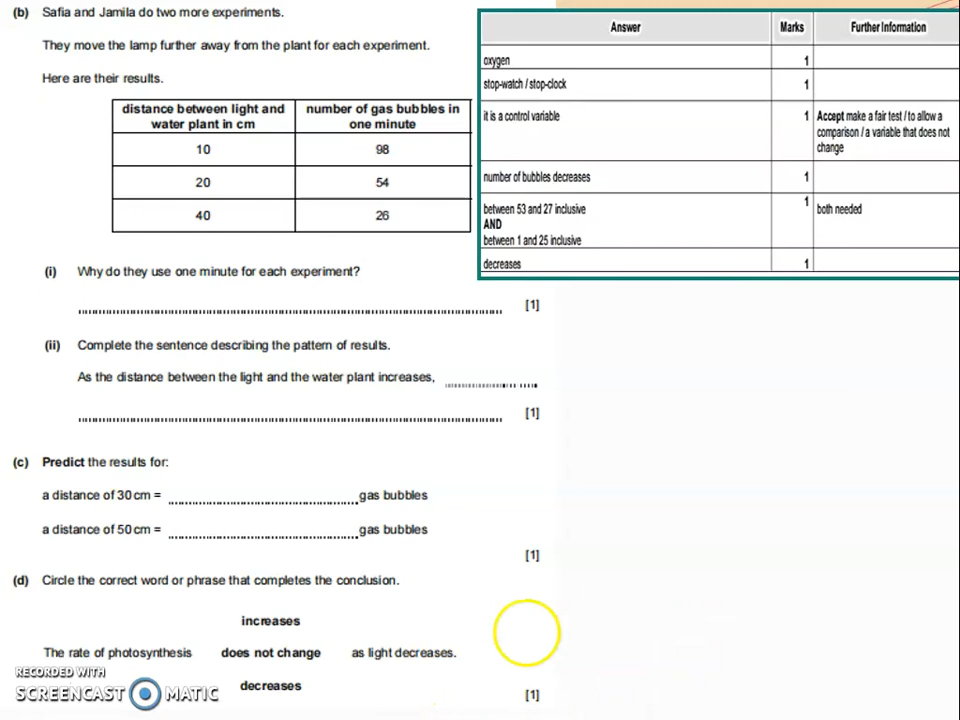 (b) Safia and Jamila do two more experiments.
They move the lamp further away from the plant for each experiment.
Here are their results.
distance between light and water plant in cm | number of gas bubbles in one minute
10 | 98
20 | 54
40 | 26
(i) Why do they use one minute for each experiment?
[1]
(ii) Complete the sentence describing the pattern of results.
As the distance between the light and the water plant increases,
[1]
(c) Predict the results for:
a distance of 30 cm = gas bubbles
a distance of 50 cm = gas bubbles
[1]
(d) Circle the correct word or phrase that completes the conclusion.
increases
The rate of photosynthesis does not change as light decreases.
decreases
[1]
Answer | Marks | Further Information
oxygen | 1
stop-watch / stop-clock | 1
it is a control variable | 1 | Accept make a fair test / to allow a
comparison / a variable that does not
change
number of bubbles decreases | 1
between 53 and 27 inclusive | 1 | both needed
AND
between 1 and 25 inclusive
decreases | 1
RECORDED WITH
SCREENCAST MATIC